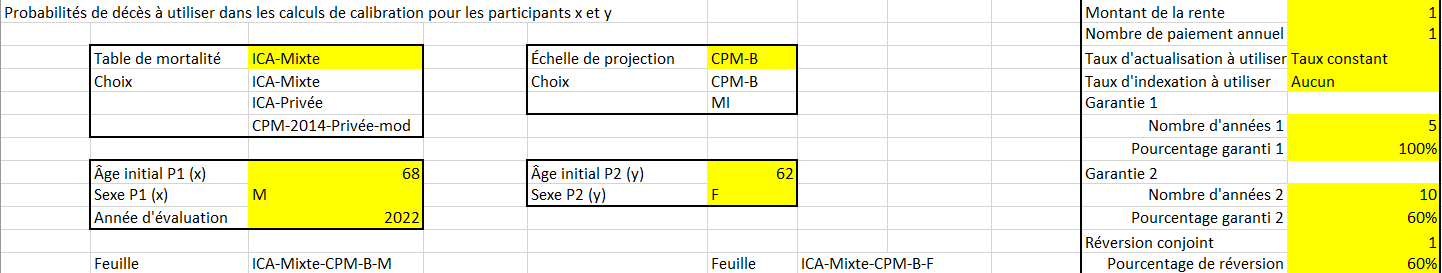 Probabilités de décès à utiliser dans les calculs de calibration pour les participants x et y
Table de mortalité ICA-Mixte
Choix ICA-Mixte
ICA-Privée
CPM-2014-Privée-mod
Échelle de projection CPM-B
Choix CPM-B
MI
Âge initial P1 (x) 68
Sexe P1 (x) M
Année d'évaluation 2022
Âge initial P2 (y) 62
Sexe P2 (y) F
Feuille ICA-Mixte-CPM-B-M
Feuille ICA-Mixte-CPM-B-F
Montant de la rente 1
Nombre de paiement annuel 1
Taux d'actualisation à utiliser Taux constant
Taux d'indexation à utiliser Aucun
Garantie 1
Nombre d'années 1 5
Pourcentage garanti 1 100%
Garantie 2
Nombre d'années 2 10
Pourcentage garanti 2 60%
Réversion conjoint 1
Pourcentage de réversion 60%